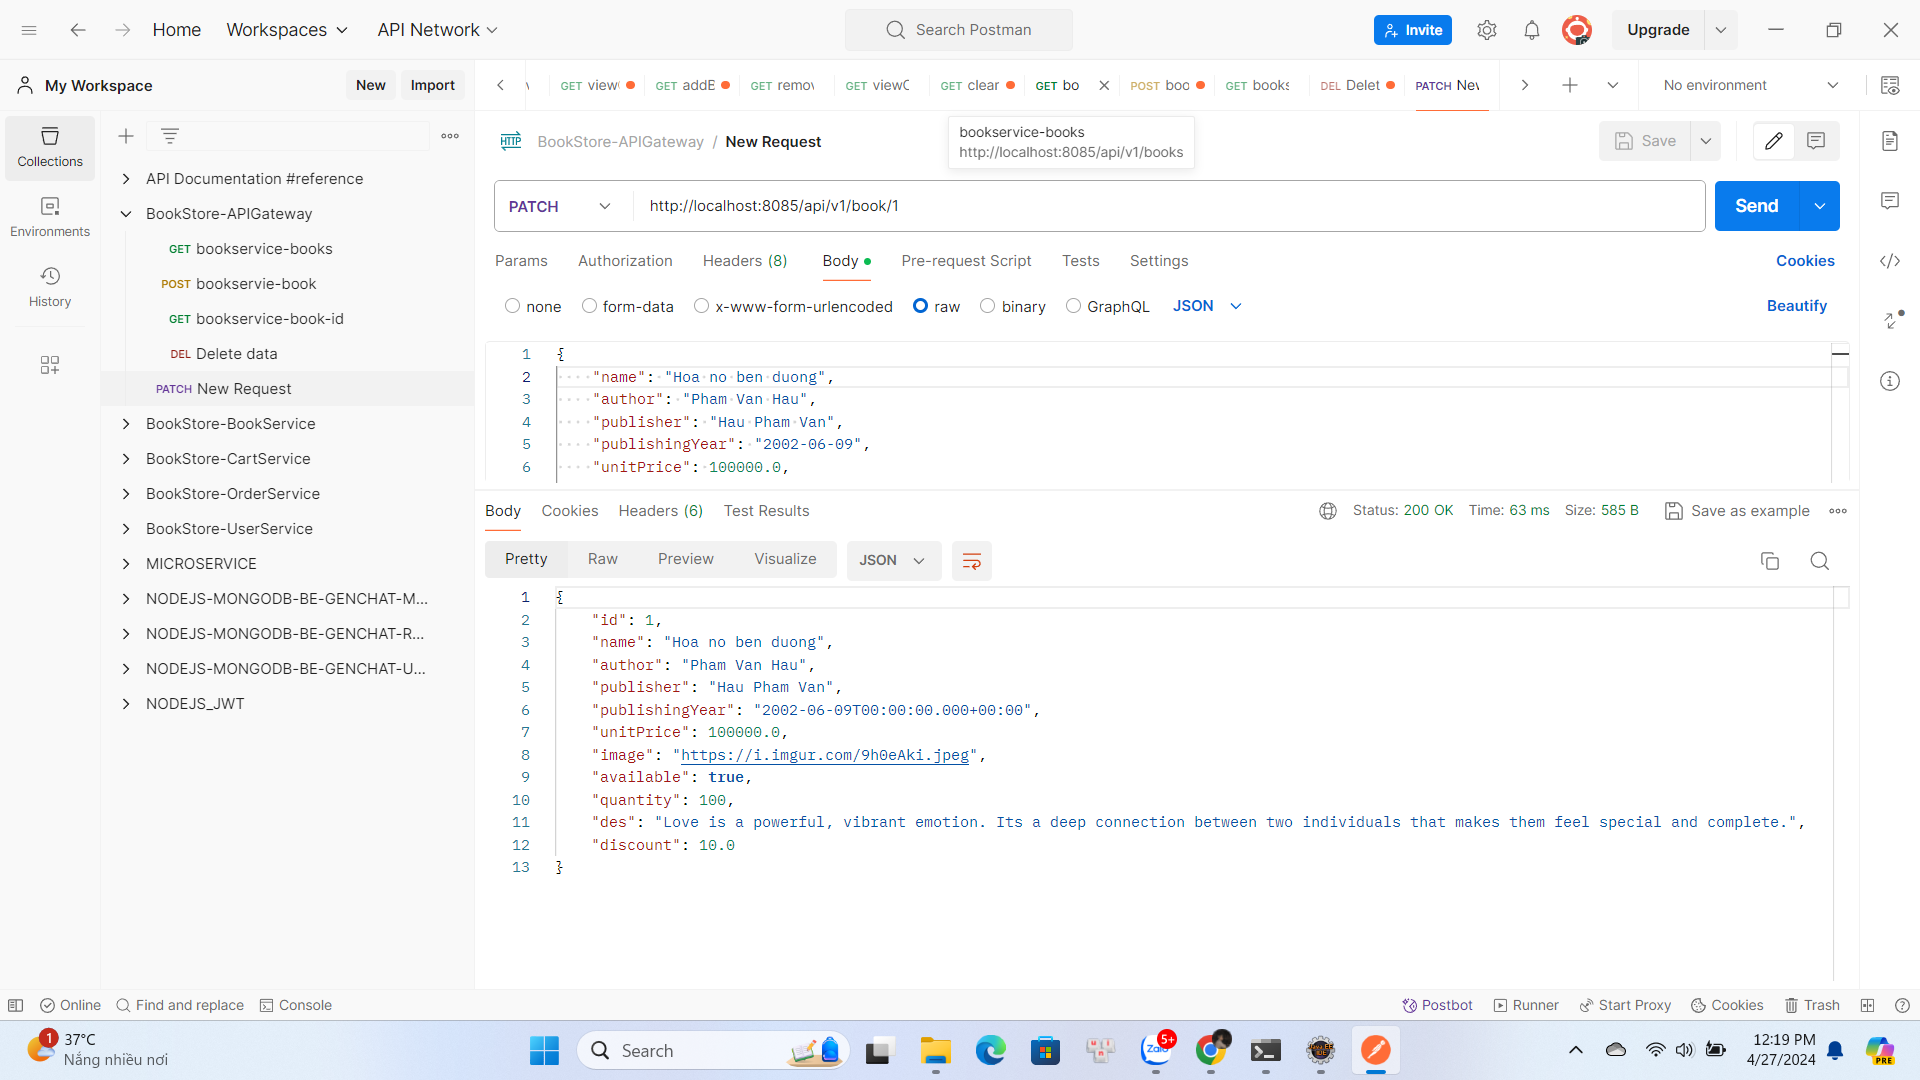 Home
Workspaces
API Network
Search Postman
Invite
Upgrade
My Workspace
New
Import
GET view
GET addE
GET remov
GET viewC
GET clear
GET bo
POST boo
GET books
DEL Delet
PATCH Nev
No environment
Collections
Environments
History
API Documentation #reference
BookStore-APIGateway
GET bookservice-books
POST bookservie-book
GET bookservice-book-id
DEL Delete data
PATCH New Request
BookStore-BookService
BookStore-CartService
BookStore-OrderService
BookStore-UserService
MICROSERVICE
NODEJS-MONGODB-BE-GENCHAT-M...
NODEJS-MONGODB-BE-GENCHAT-R...
NODEJS-MONGODB-BE-GENCHAT-U...
NODEJS_JWT
HTTP
BookStore-APIGateway / New Request
bookservice-books
http://localhost:8085/api/v1/books
Save
PATCH
http://localhost:8085/api/v1/book/1
Send
Params
Authorization
Headers (8)
Body
Pre-request Script
Tests
Settings
Cookies
none
form-data
x-www-form-urlencoded
raw
binary
GraphQL
JSON
Beautify
1 {
2 "name": "Hoa no ben duong",
3 "author": "Pham Van Hau",
4 "publisher": "Hau Pham Van",
5 "publishingYear": "2002-06-09",
6 "unitPrice": 100000.0,
Body
Cookies
Headers (6)
Test Results
Status: 200 OK
Time: 63 ms
Size: 585 B
Save as example
Pretty
Raw
Preview
Visualize
JSON
1 {
2 "id": 1,
3 "name": "Hoa no ben duong",
4 "author": "Pham Van Hau",
5 "publisher": "Hau Pham Van",
6 "publishingYear": "2002-06-09T00:00:00.000+00:00",
7 "unitPrice": 100000.0,
8 "image": "https://i.imgur.com/9h0eAki.jpeg",
9 "available": true,
10 "quantity": 100,
11 "des": "Love is a powerful, vibrant emotion. Its a deep connection between two individuals that makes them feel special and complete.",
12 "discount": 10.0
13 }
Online
Find and replace
Console
Postbot
Runner
Start Proxy
Cookies
Trash
1
37°C
Nắng nhiều nơi
Search
Zalo
5+
12:19 PM
4/27/2024
PRE